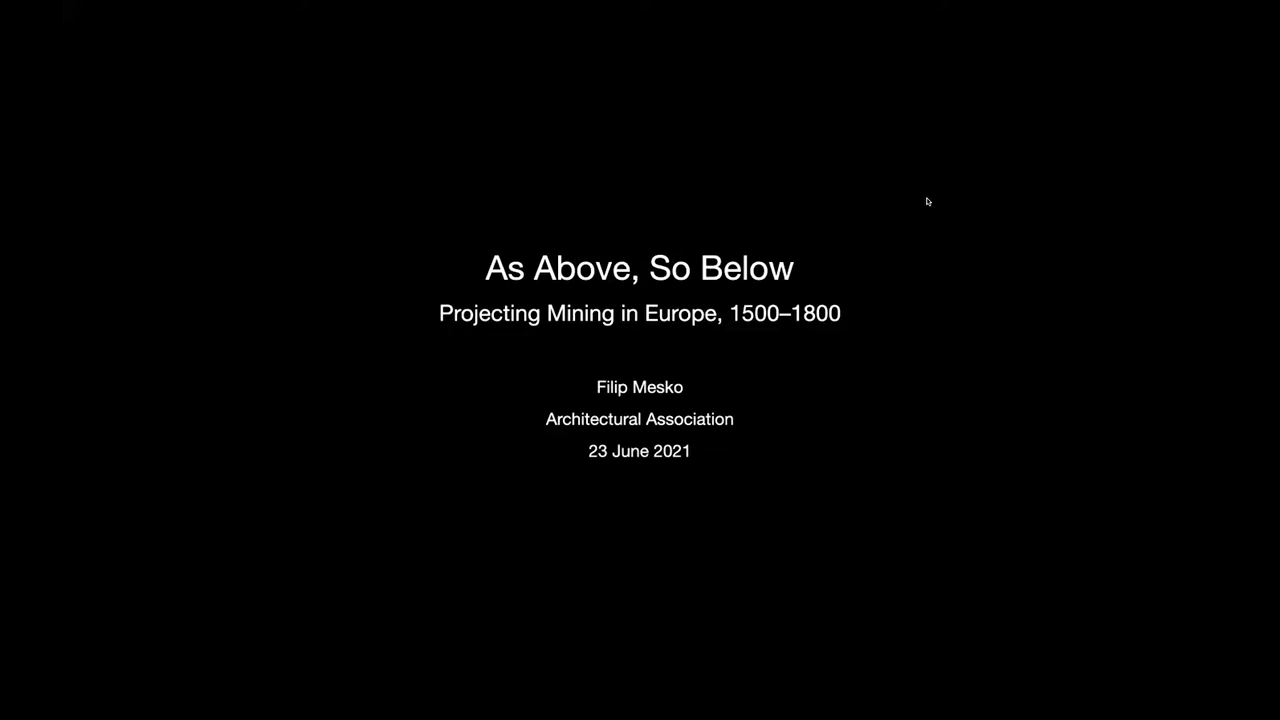 As Above, So Below
Projecting Mining in Europe, 1500–1800
Filip Mesko
Architectural Association
23 June 2021